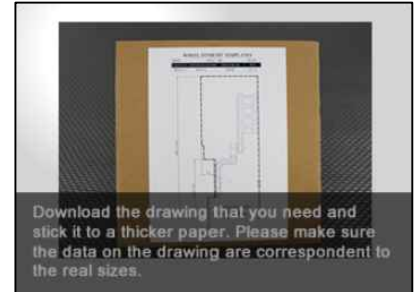 Download the drawing that you need and
stick it to a thicker paper. Please make sure
the data on the drawing are correspondent to
the real sizes.